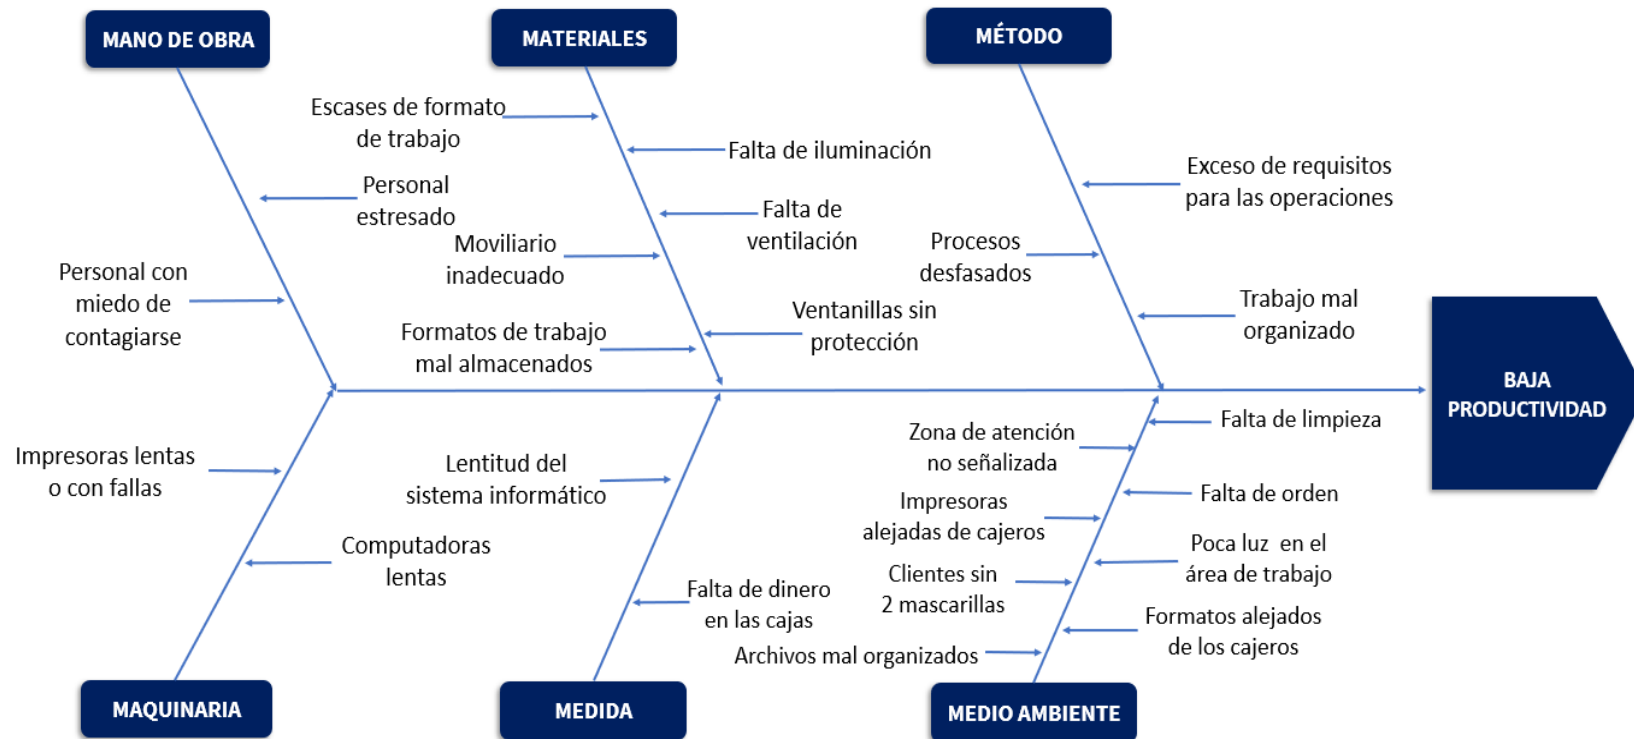 MANO DE OBRA
MATERIALES
MÉTODO
Escases de formato
de trabajo
Falta de iluminación
Exceso de requisitos
para las operaciones
Personal
estresado
Falta de
ventilación
Moviliario
inadecuado
Procesos
desfasados
Personal con
miedo de
contagiarse
Ventanillas sin
protección
Trabajo mal
organizado
Formatos de trabajo
mal almacenados
BAJA
PRODUCTIVIDAD
Falta de limpieza
Zona de atención
no señalizada
Impresoras lentas
o con fallas
Lentitud del
sistema informático
Falta de orden
Impresoras
alejadas de cajeros
Computadoras
lentas
Poca luz en el
área de trabajo
Clientes sin
2 mascarillas
Falta de dinero
en las cajas
Formatos alejados
de los cajeros
Archivos mal organizados
MAQUINARIA
MEDIDA
MEDIO AMBIENTE